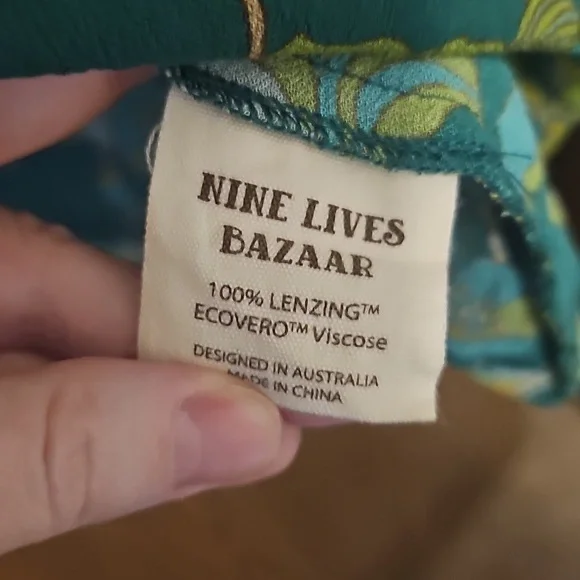 NINE LIVES
BAZAAR
100% LENZING™
ECOVERO™ Viscose
DESIGNED IN AUSTRALIA
MADE IN CHINA